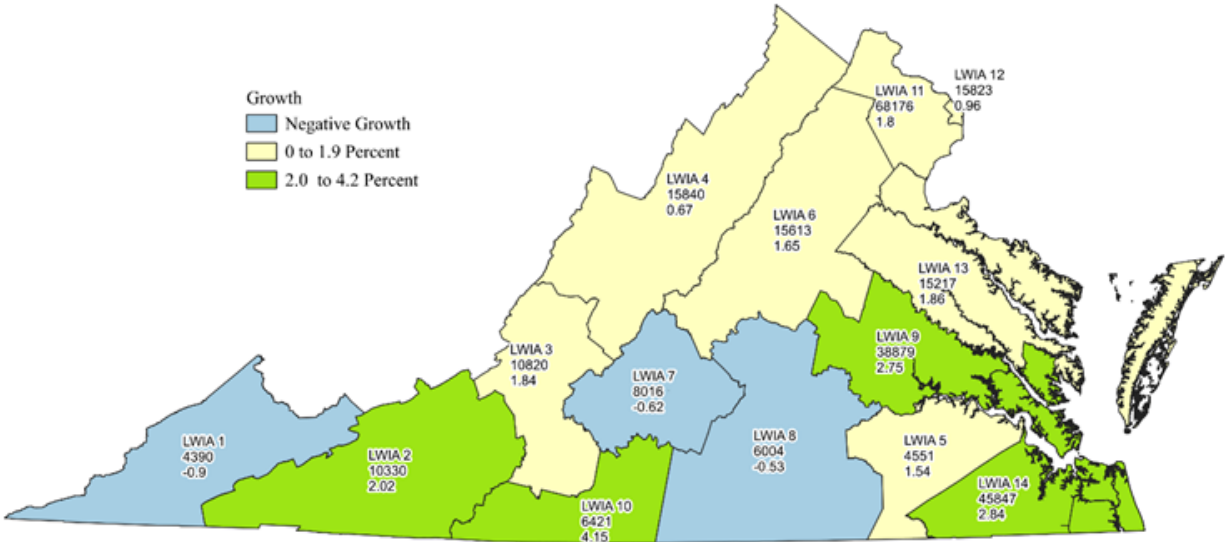 Growth
Negative Growth
0 to 1.9 Percent
2.0 to 4.2 Percent
LWIA 12
15823
0.96
LWIA 11
68176
1.8
LWIA 4
15840
0.67
LWIA 6
15613
1.65
LWIA 13
15217
1.86
LWIA 9
38879
2.75
LWIA 3
10820
1.84
LWIA 7
8016
-0.62
LWIA 8
6004
-0.53
LWIA 5
4551
1.54
LWIA 1
4390
-0.9
LWIA 2
10330
2.02
LWIA 14
45847
2.84
LWIA 10
6421
4.15